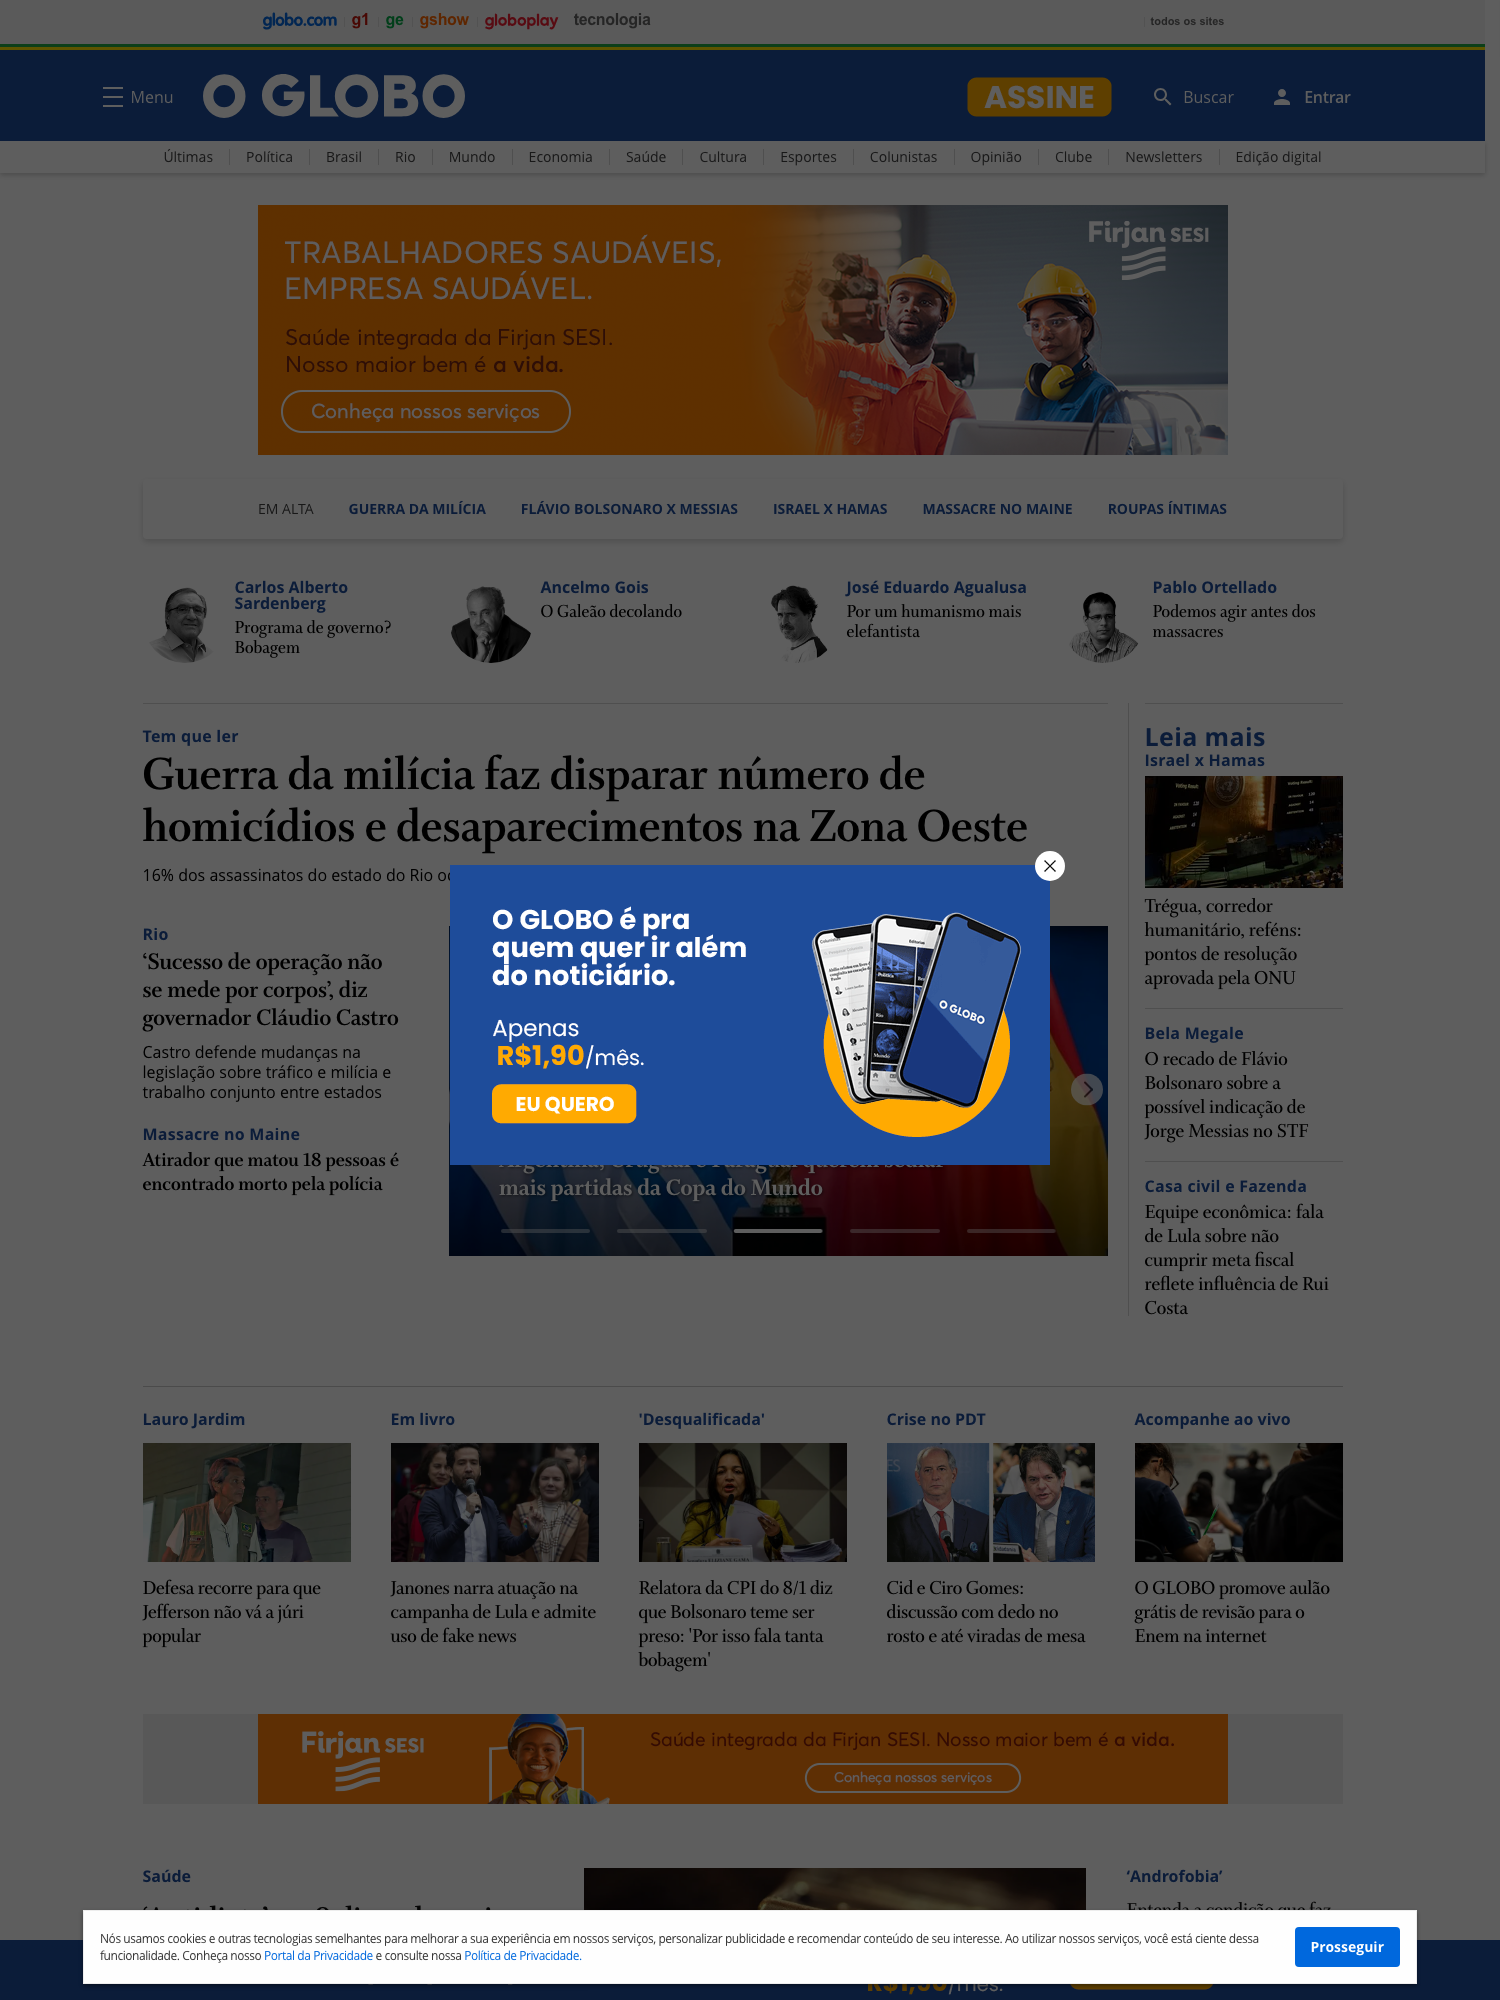 globo.com
g1
ge
gshow
globoplay
tecnologia
todos os sites
Menu
O GLOBO
ASSINE
Buscar
Entrar
Últimas
Política
Brasil
Rio
Mundo
Economia
Saúde
Cultura
Esportes
Colunistas
Opinião
Clube
Newsletters
Edição digital
TRABALHADORES SAUDÁVEIS,
EMPRESA SAUDÁVEL.
Saúde integrada da Firjan SESI.
Nosso maior bem é a vida.
Conheça nossos serviços
Firjan SESI
EM ALTA
GUERRA DA MILÍCIA
FLÁVIO BOLSONARO X MESSIAS
ISRAEL X HAMAS
MASSACRE NO MAINE
ROUPAS ÍNTIMAS
Carlos Alberto
Sardenberg
Programa de governo?
Bobagem
Ancelmo Gois
O Galeão decolando
José Eduardo Agualusa
Por um humanismo mais
elefantista
Pablo Ortellado
Podemos agir antes dos
massacres
Tem que ler
Guerra da milícia faz disparar número de
homicídios e desaparecimentos na Zona Oeste
16% dos assassinatos do estado do Rio
Rio
‘Sucesso de operação não
se mede por corpos’, diz
governador Cláudio Castro
Castro defende mudanças na
legislação sobre tráfico e milícia e
trabalho conjunto entre estados
Massacre no Maine
Atirador que matou 18 pessoas é
encontrado morto pela polícia
O GLOBO é pra
quem quer ir além
do noticiário.
Apenas
R$1,90/mês.
EU QUERO
O GLOBO
Argentina, Uruguai e Paraguai querem sediar
mais partidas da Copa do Mundo
Leia mais
Israel x Hamas
Trégua, corredor
humanitário, reféns:
pontos de resolução
aprovada pela ONU
Bela Megale
O recado de Flávio
Bolsonaro sobre a
possível indicação de
Jorge Messias no STF
Casa civil e Fazenda
Equipe econômica: fala
de Lula sobre não
cumprir meta fiscal
reflete influência de Rui
Costa
Lauro Jardim
Defesa recorre para que
Jefferson não vá a júri
popular
Em livro
Janones narra atuação na
campanha de Lula e admite
uso de fake news
'Desqualificada'
Relatora da CPI do 8/1 diz
que Bolsonaro teme ser
preso: 'Por isso fala tanta
bobagem'
Crise no PDT
Cid e Ciro Gomes:
discussão com dedo no
rosto e até viradas de mesa
Acompanhe ao vivo
O GLOBO promove aulão
grátis de revisão para o
Enem na internet
Firjan SESI
Saúde integrada da Firjan SESI. Nosso maior bem é a vida.
Conheça nossos serviços
Saúde
‘Androfobia’
Entenda a condição que faz
Nós usamos cookies e outras tecnologias semelhantes para melhorar a sua experiência em nossos serviços, personalizar publicidade e recomendar conteúdo de seu interesse. Ao utilizar nossos serviços, você está ciente dessa
funcionalidade. Conheça nosso Portal da Privacidade e consulte nossa Política de Privacidade.
Prosseguir
R$1,90/mês.